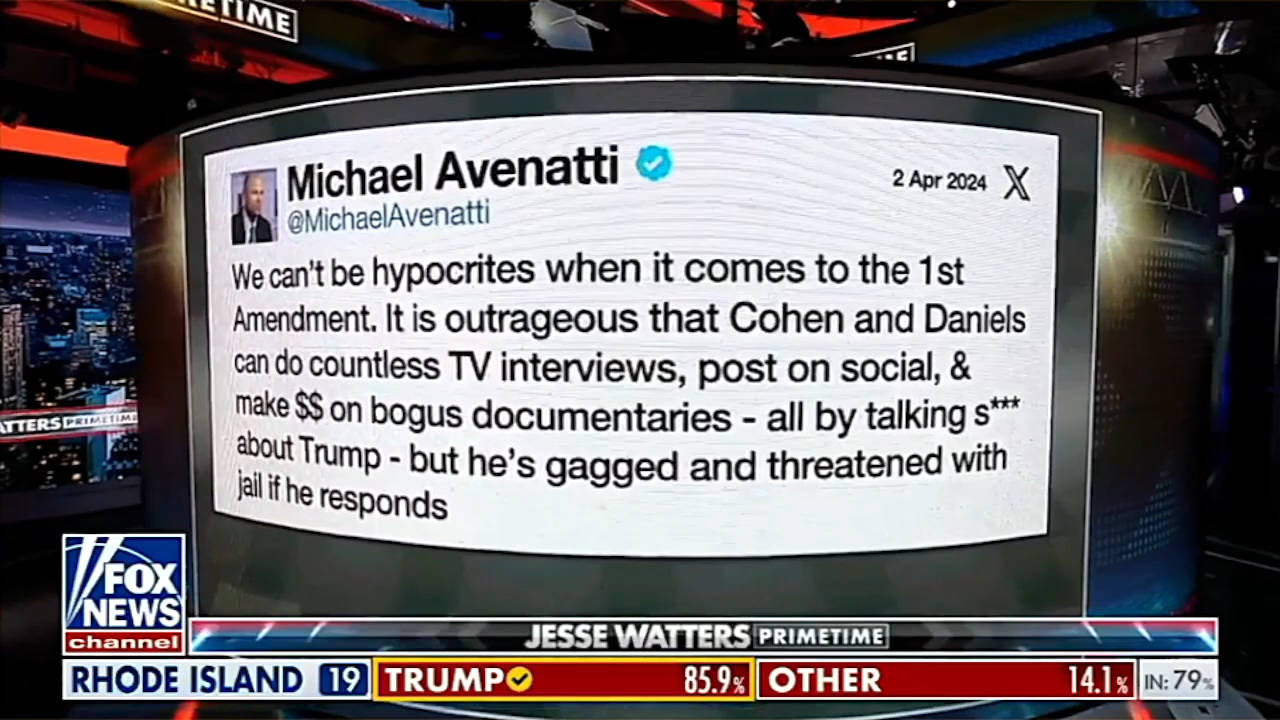 ETIME
Michael Avenatti
@MichaelAvenatti
2 Apr 2024 X
We can't be hypocrites when it comes to the 1st
Amendment. It is outrageous that Cohen and Daniels
can do countless TV interviews, post on social, &
make $$ on bogus documentaries - all by talking s***
about Trump - but he's gagged and threatened with
jail if he responds
ATTERS PRIMETIME
FOX
NEWS
channel
JESSE WATTERS PRIMETIME
RHODE ISLAND 19 TRUMP 85.9% OTHER 14.1% IN: 79%